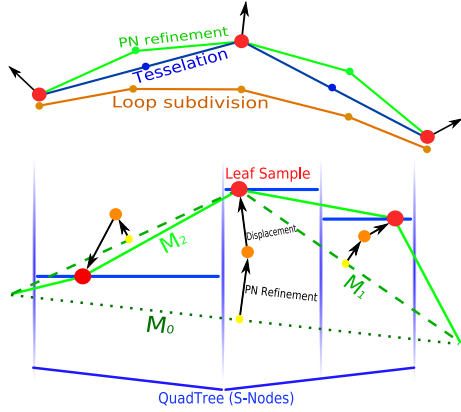 PN refinement
Tesselation
Loop subdivision
Leaf Sample
Displacement
M2
PN Refinement
M1
M0
QuadTree (S-Nodes)